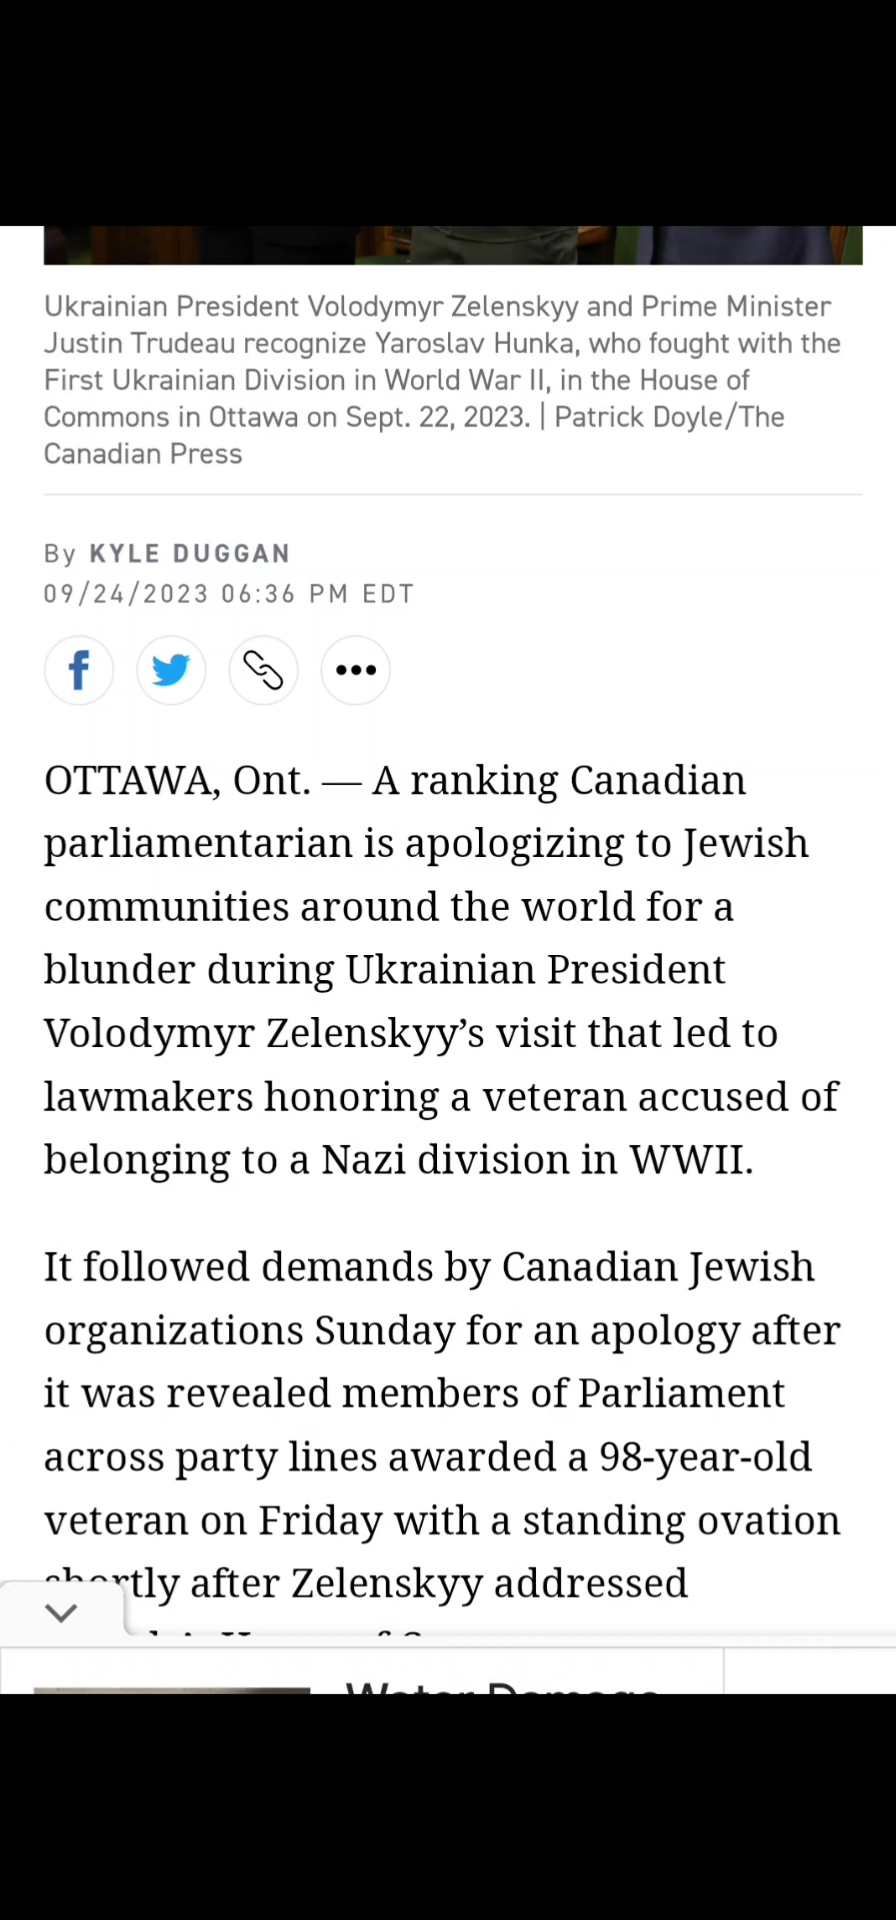 Ukrainian President Volodymyr Zelenskyy and Prime Minister
Justin Trudeau recognize Yaroslav Hunka, who fought with the
First Ukrainian Division in World War II, in the House of
Commons in Ottawa on Sept. 22, 2023. | Patrick Doyle/The
Canadian Press
By KYLE DUGGAN
09/24/2023 06:36 PM EDT
OTTAWA, Ont. — A ranking Canadian
parliamentarian is apologizing to Jewish
communities around the world for a
blunder during Ukrainian President
Volodymyr Zelenskyy’s visit that led to
lawmakers honoring a veteran accused of
belonging to a Nazi division in WWII.
It followed demands by Canadian Jewish
organizations Sunday for an apology after
it was revealed members of Parliament
across party lines awarded a 98-year-old
veteran on Friday with a standing ovation
shortly after Zelenskyy addressed
Water Damage